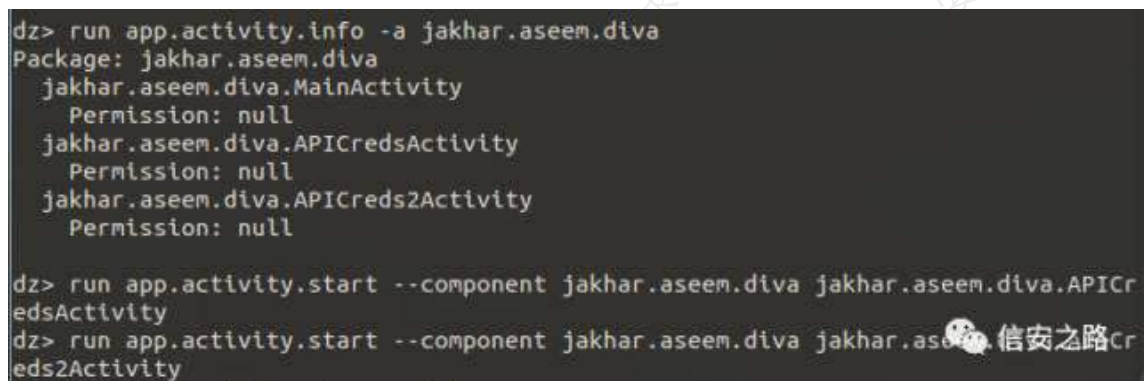 dz> run app.activity.info -a jakhar.aseem.diva
Package: jakhar.aseem.diva
jakhar.aseem.diva.MainActivity
Permission: null
jakhar.aseem.diva.APICredsActivity
Permission: null
jakhar.aseem.diva.APICreds2Activity
Permission: null
dz> run app.activity.start --component jakhar.aseem.diva jakhar.aseem.diva.APICr
edsActivity
dz> run app.activity.start --component jakhar.aseem.diva 信安之路
eds2Activity